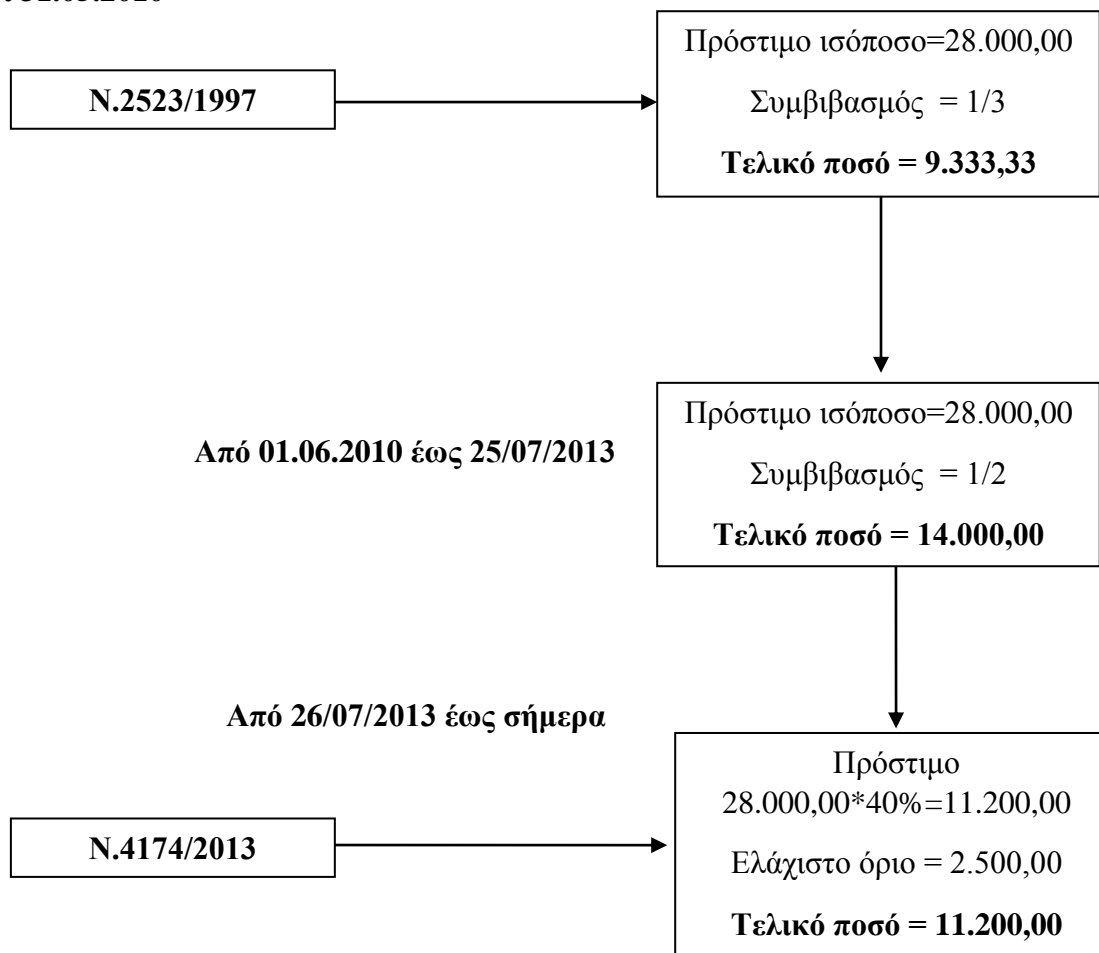 Πρόστιμο ισόποσο=28.000,00
Ν.2523/1997
Συμβιβασμός = 1/3
Τελικό ποσό = 9.333,33
Πρόστιμο ισόποσο=28.000,00
Από 01.06.2010 έως 25/07/2013
Συμβιβασμός = 1/2
Τελικό ποσό = 14.000,00
Από 26/07/2013 έως σήμερα
Πρόστιμο
28.000,00*40%=11.200,00
Ν.4174/2013
Ελάχιστο όριο = 2.500,00
Τελικό ποσό = 11.200,00